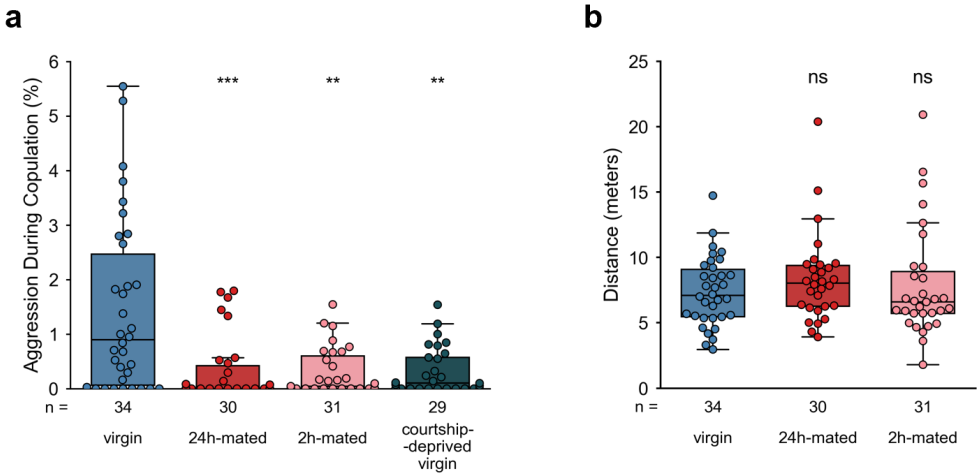 a
Aggression During Copulation (%)
6
5
4
3
2
1
0
***
**
**
n =
34
30
31
29
virgin
24h-mated
2h-mated
courtship-
-deprived
virgin
b
Distance (meters)
25
20
15
10
5
0
ns
ns
n =
34
30
31
virgin
24h-mated
2h-mated